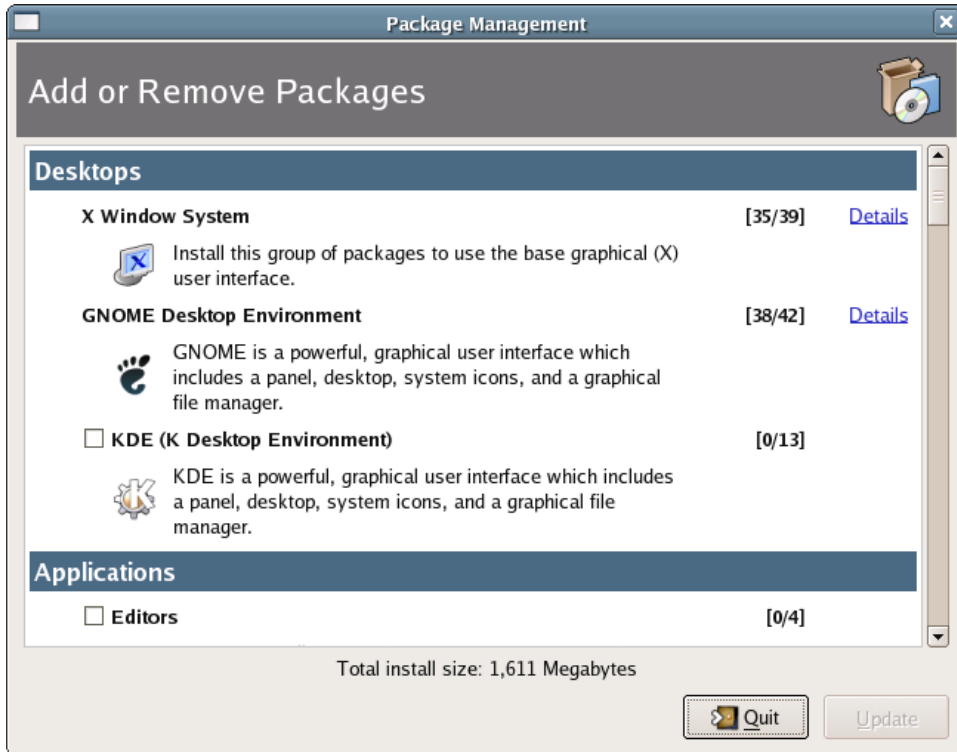 Package Management
Add or Remove Packages
Desktops
X Window System [35/39] Details
Install this group of packages to use the base graphical (X)
user interface.
GNOME Desktop Environment [38/42] Details
GNOME is a powerful, graphical user interface which
includes a panel, desktop, system icons, and a graphical
file manager.
KDE (K Desktop Environment) [0/13]
KDE is a powerful, graphical user interface which includes
a panel, desktop, system icons, and a graphical file
manager.
Applications
Editors [0/4]
Total install size: 1,611 Megabytes
Quit Update